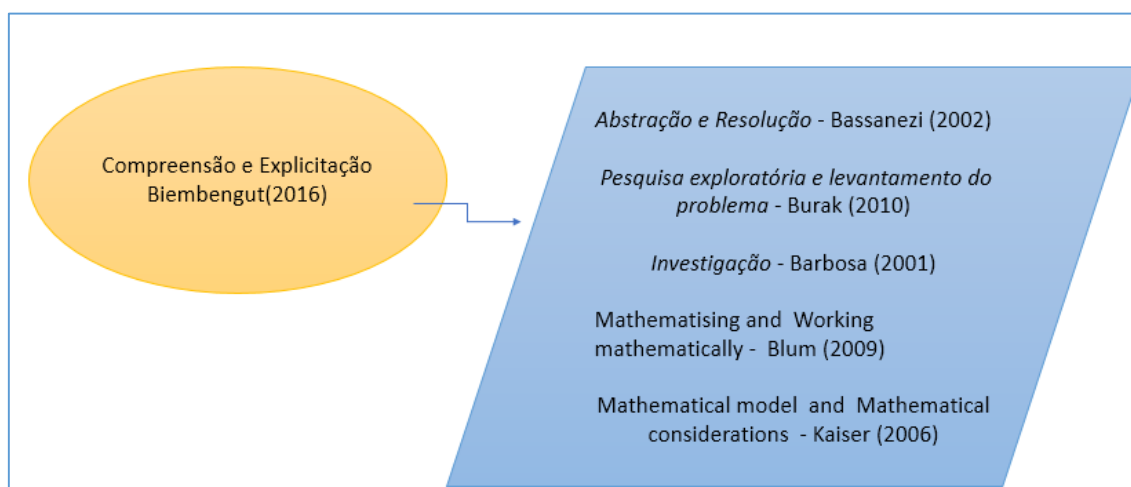 Compreensão e Explicitação
Biembengut(2016)
Abstração e Resolução - Bassanezi (2002)
Pesquisa exploratória e levantamento do
problema - Burak (2010)
Investigação - Barbosa (2001)
Mathematising and Working
mathematically - Blum (2009)
Mathematical model and Mathematical
considerations - Kaiser (2006)